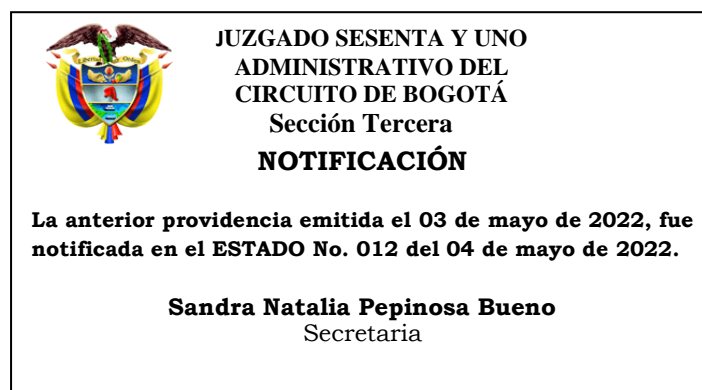 JUZGADO SESENTA Y UNO
ADMINISTRATIVO DEL
CIRCUITO DE BOGOTÁ
Sección Tercera
NOTIFICACIÓN
La anterior providencia emitida el 03 de mayo de 2022, fue
notificada en el ESTADO No. 012 del 04 de mayo de 2022.
Sandra Natalia Pepinosa Bueno
Secretaria